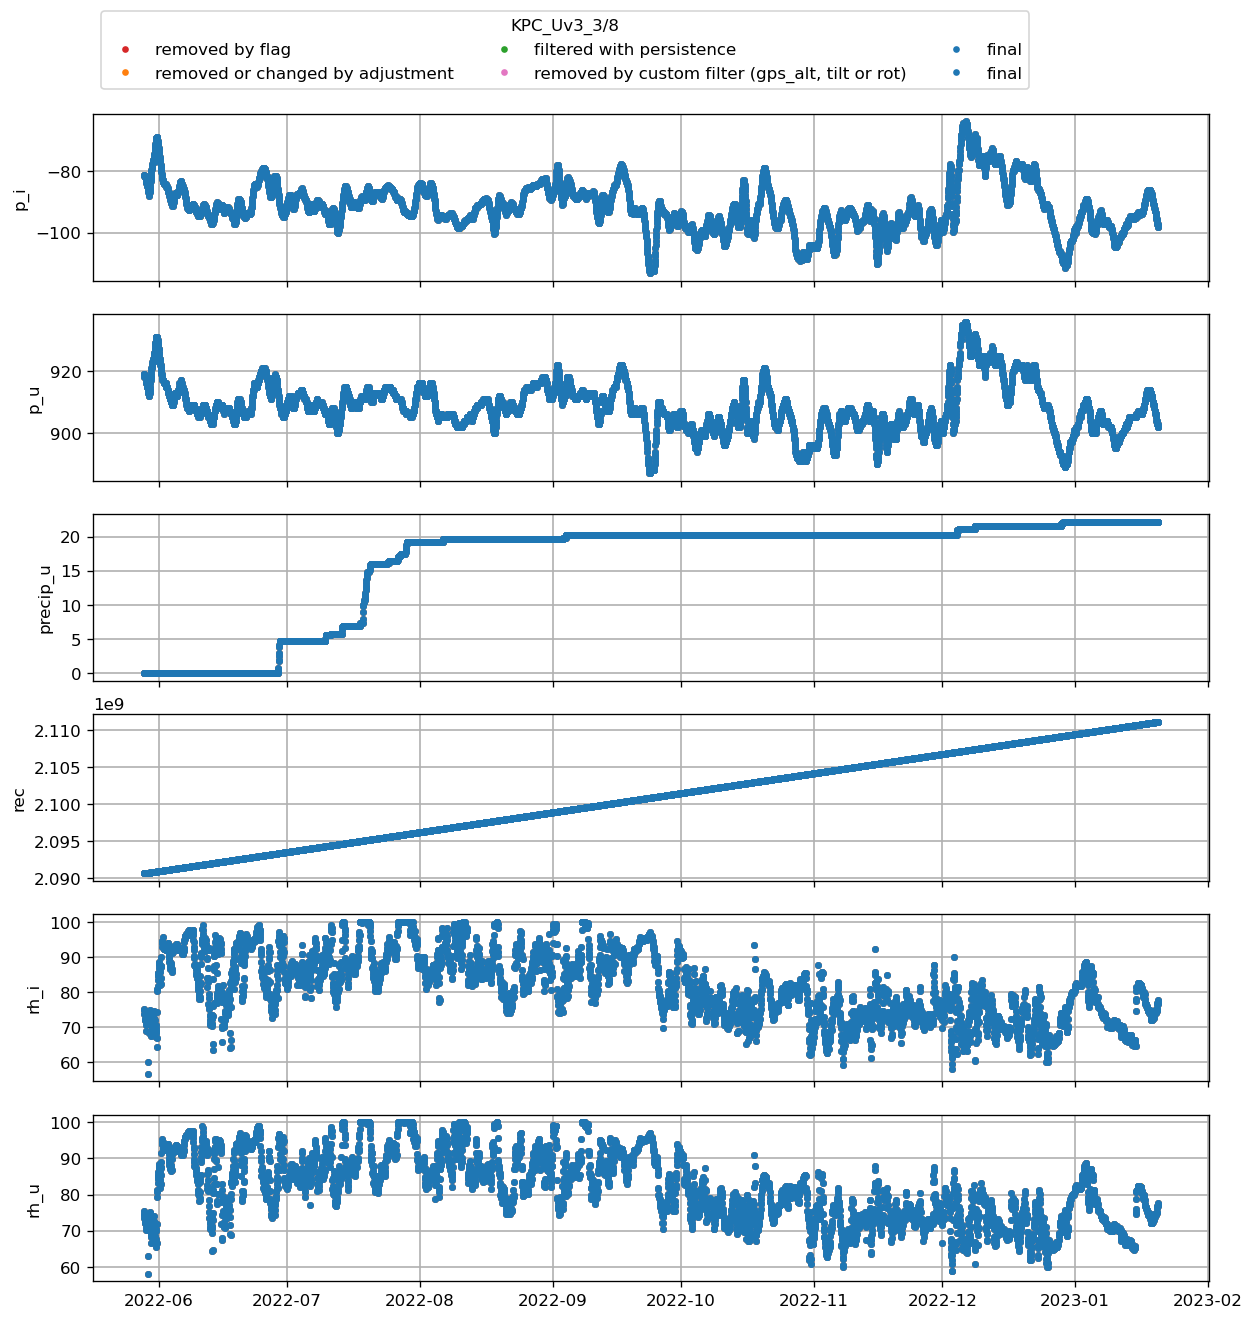 KPC_Uv3_3/8
removed by flag
filtered with persistence
final
removed or changed by adjustment
removed by custom filter (gps_alt, tilt or rot)
final
−80
−100
p_i
920
900
p_u
20
15
10
5
0
precip_u
1e9
2.110
2.105
2.100
2.095
2.090
rec
100
90
80
70
60
rh_i
100
90
80
70
60
rh_u
2022-06 2022-07 2022-08 2022-09 2022-10 2022-11 2022-12 2023-01 2023-02